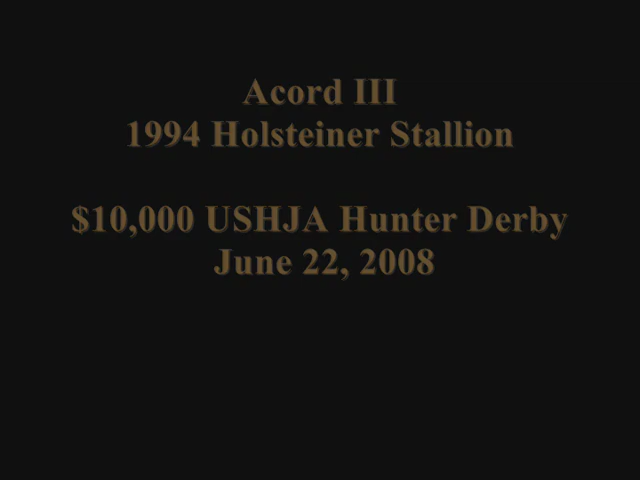 Acord III
1994 Holsteiner Stallion
$10,000 USHJA Hunter Derby
June 22, 2008